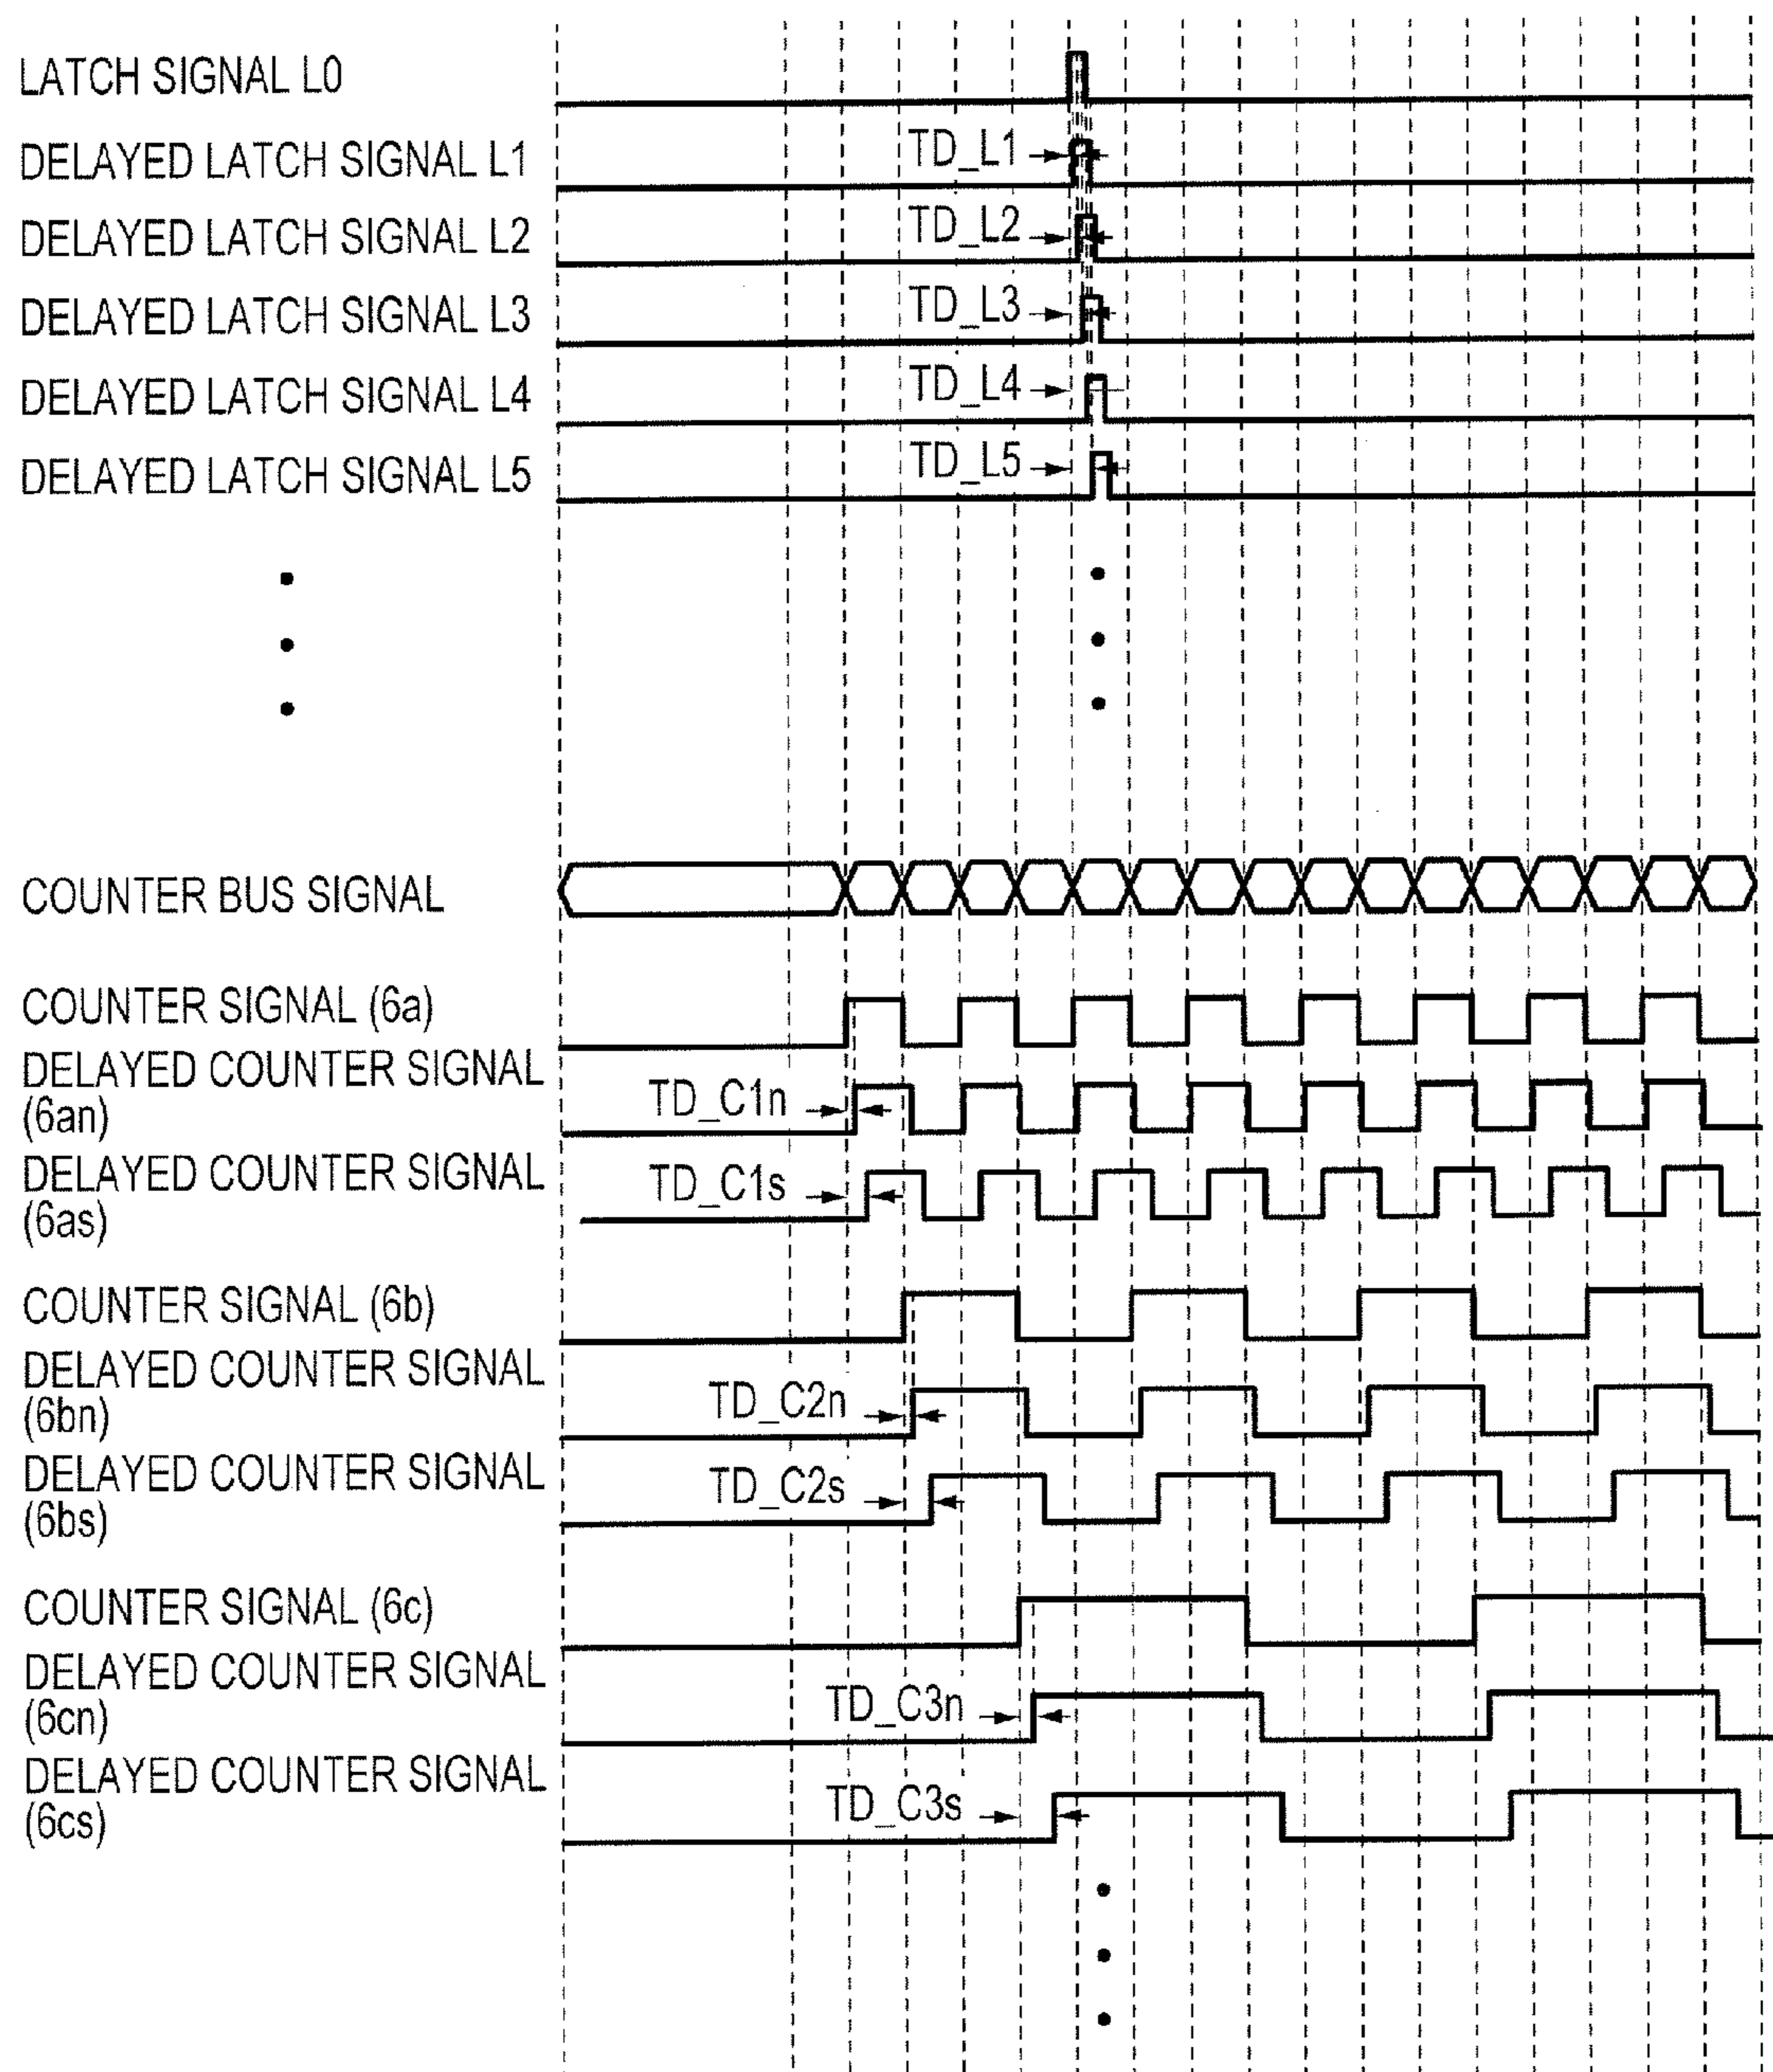 LATCH SIGNAL L0
DELAYED LATCH SIGNAL L1
TD_L1
DELAYED LATCH SIGNAL L2
TD_L2
DELAYED LATCH SIGNAL L3
TD_L3
DELAYED LATCH SIGNAL L4
TD_L4
DELAYED LATCH SIGNAL L5
TD_L5
COUNTER BUS SIGNAL
COUNTER SIGNAL (6a)
DELAYED COUNTER SIGNAL
(6an)
TD_C1n
DELAYED COUNTER SIGNAL
(6as)
TD_C1s
COUNTER SIGNAL (6b)
DELAYED COUNTER SIGNAL
(6bn)
TD_C2n
DELAYED COUNTER SIGNAL
(6bs)
TD_C2s
COUNTER SIGNAL (6c)
DELAYED COUNTER SIGNAL
(6cn)
TD_C3n
DELAYED COUNTER SIGNAL
(6cs)
TD_C3s